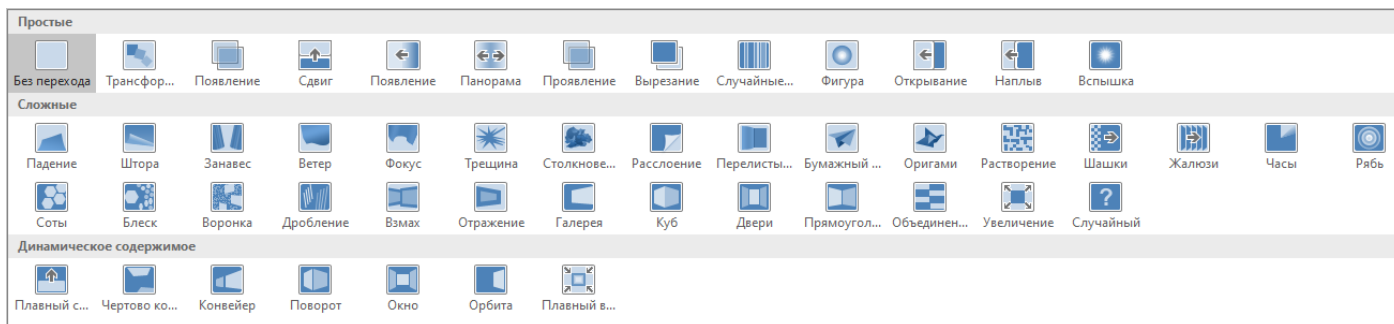 Простые
Без перехода Трансфор... Появление Сдвиг Появление Панорама Проявление Вырезание Случайные... Фигура Открывание Наплыв Вспышка
Сложные
Падение Штора Занавес Ветер Фокус Трещина Столкнове... Расслоение Перелисты... Бумажный ... Оригами Растворение Шашки Жалюзи Часы Рябь
Соты Блеск Воронка Дробление Взмах Отражение Галерея Куб Двери Прямоугол... Объединен... Увеличение Случайный
Динамическое содержимое
Плавный с... Чертово ко... Конвейер Поворот Окно Орбита Плавный в...